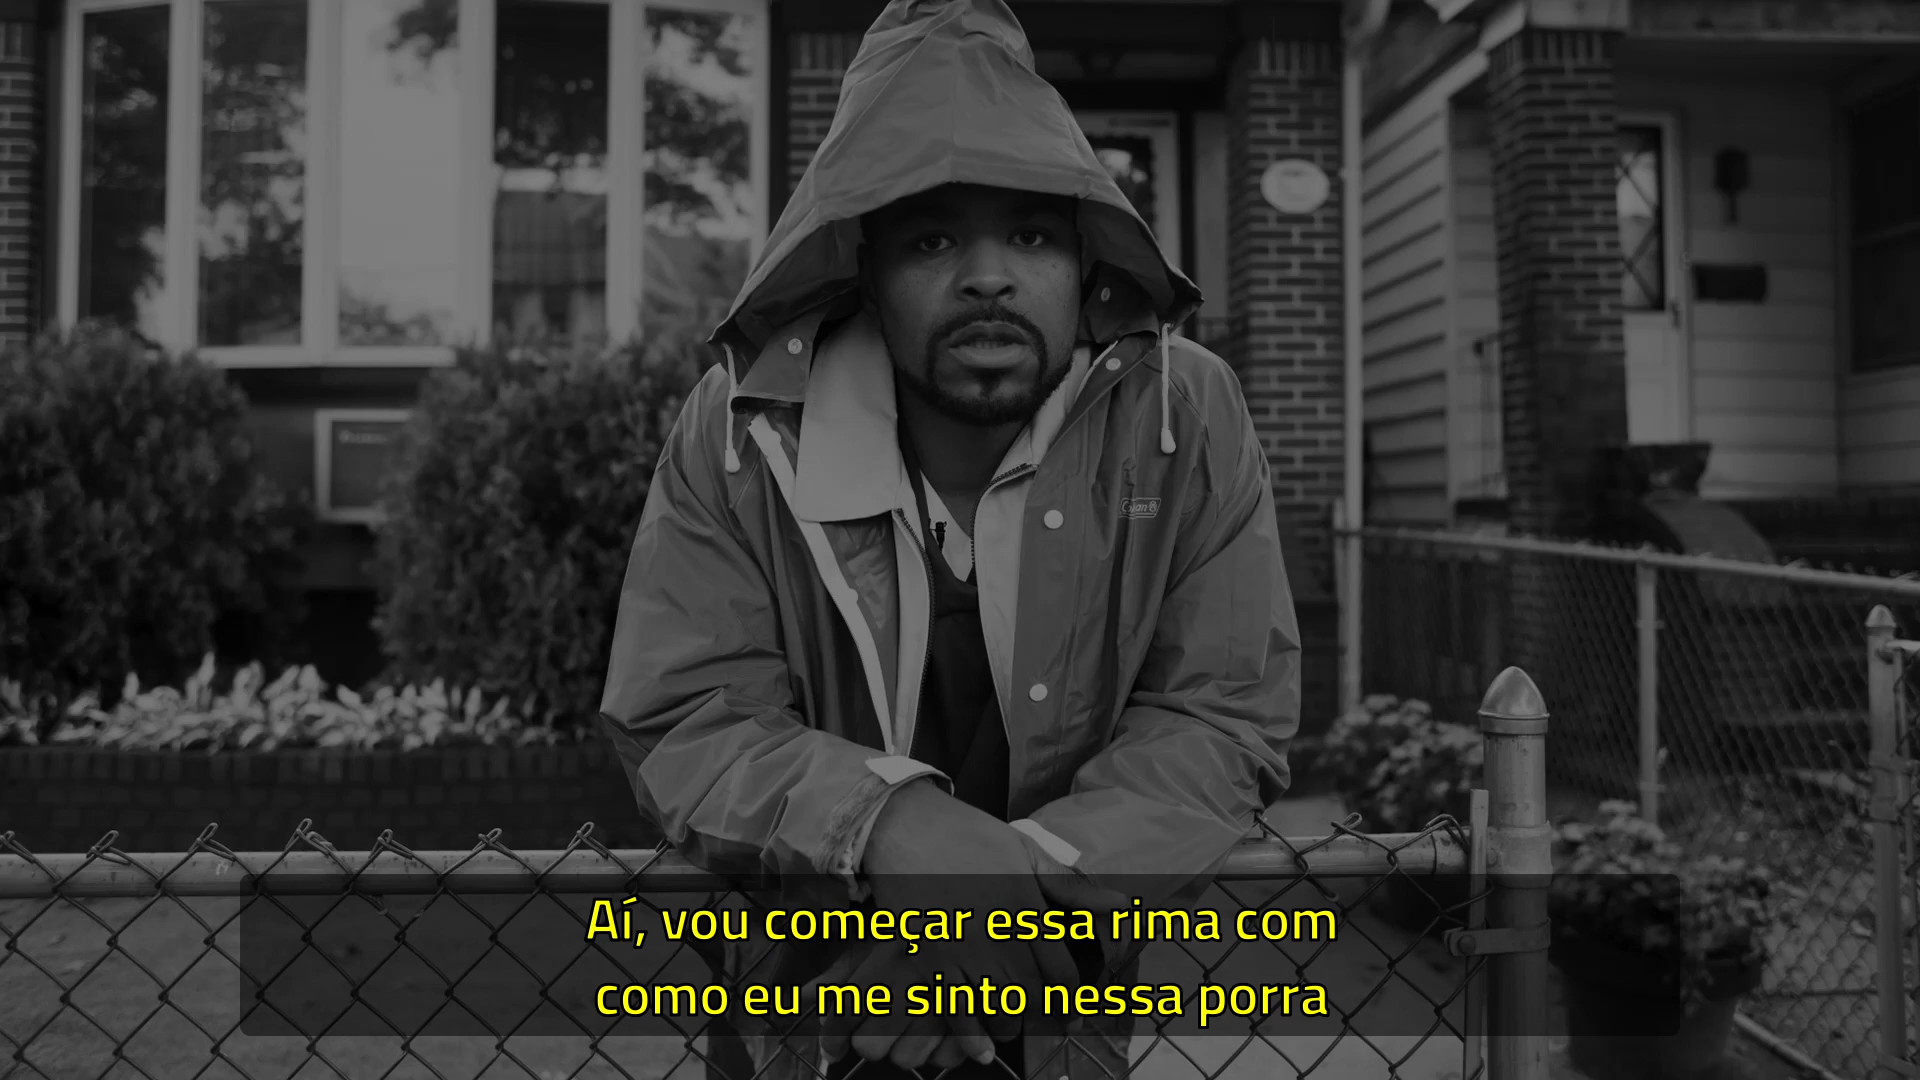 Aí, vou começar essa rima com
como eu me sinto nessa porra